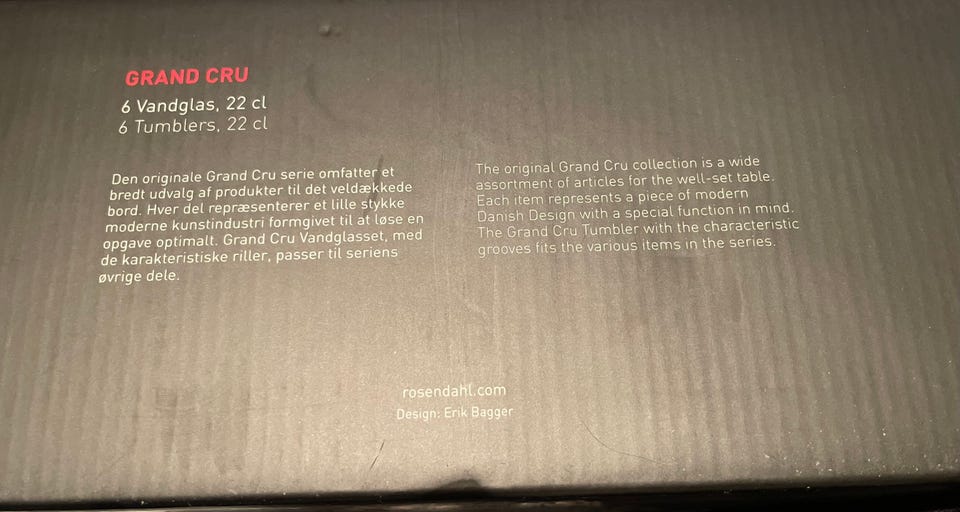 GRAND CRU
6 Vandglas, 22 cl
6 Tumblers, 22 cl
Den originale Grand Cru serie omfatter et
bredt udvalg af produkter til det veldækkede
bord. Hver del repræsenterer et lille stykke
moderne kunstindustri formgivet til at løse en
opgave optimalt. Grand Cru Vandglasset, med
de karakteristiske riller, passer til seriens
øvrige dele.
The original Grand Cru collection is a wide
assortment of articles for the well-set table.
Each item represents a piece of modern
Danish Design with a special function in mind.
The Grand Cru Tumbler with the characteristic
grooves fits the various items in the series.
rosendahl.com
Design: Erik Bagger